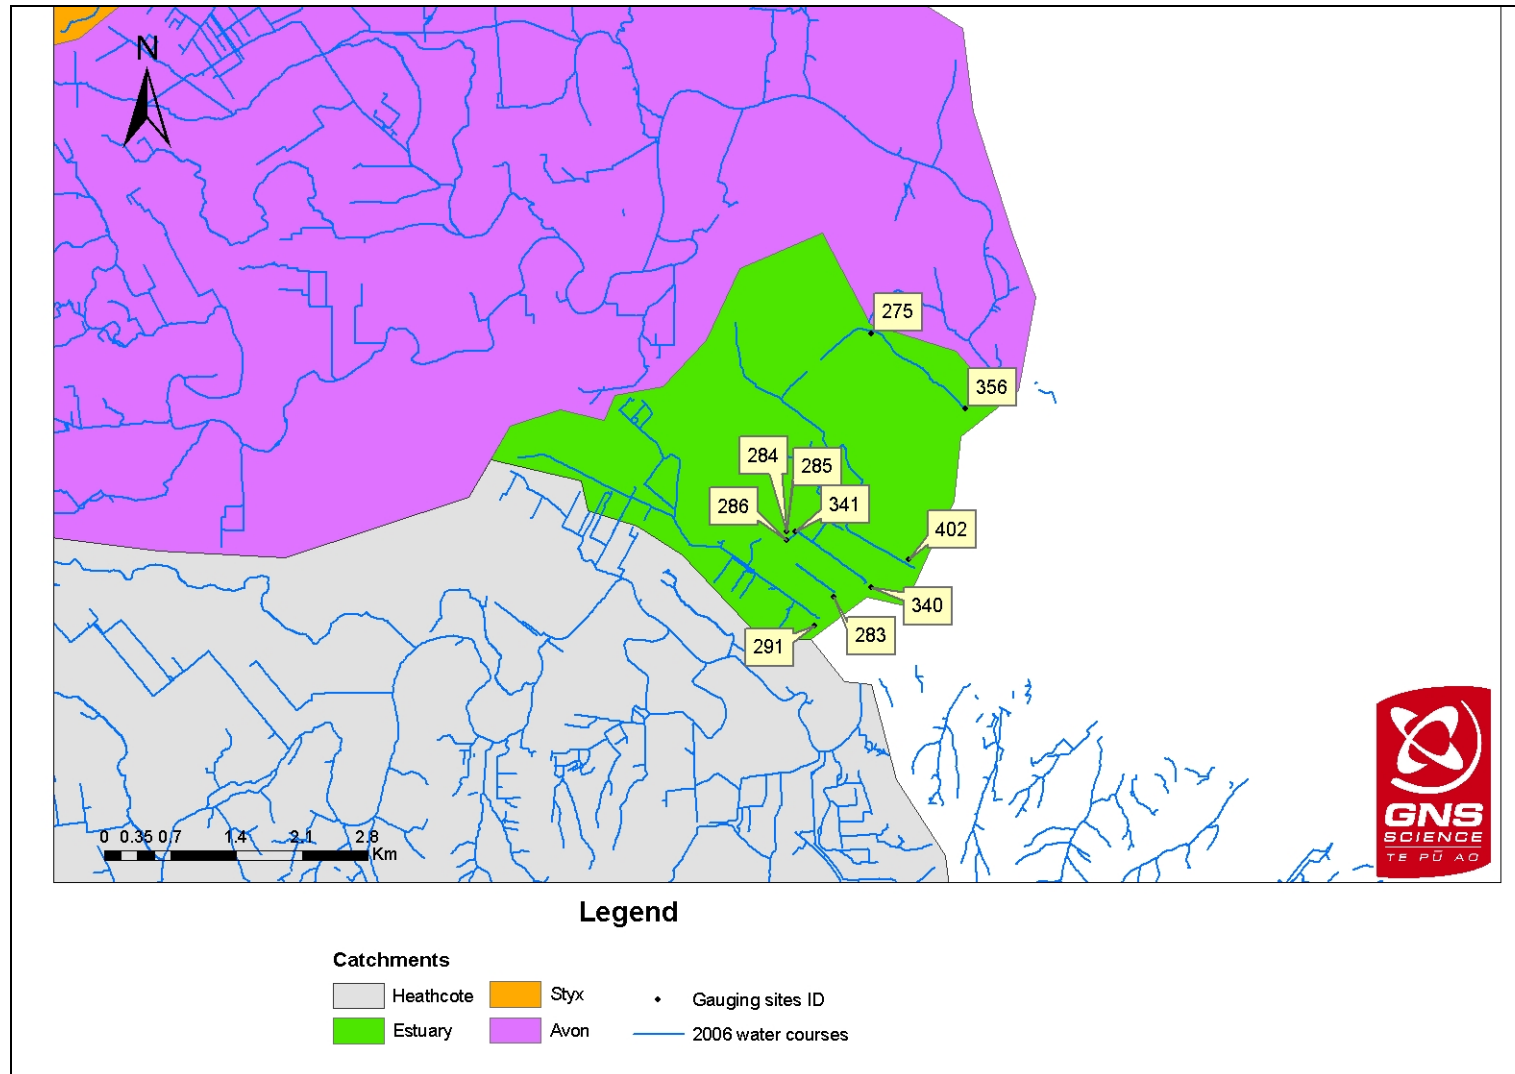 N
275
356
284
285
286
341
402
340
283
291
0 0.35 0.7 1.4 2.1 2.8
Km
GNS
SCIENCE
TE PŪ AO
Legend
Catchments
Heathcote
Styx
Gauging sites ID
Estuary
Avon
2006 water courses